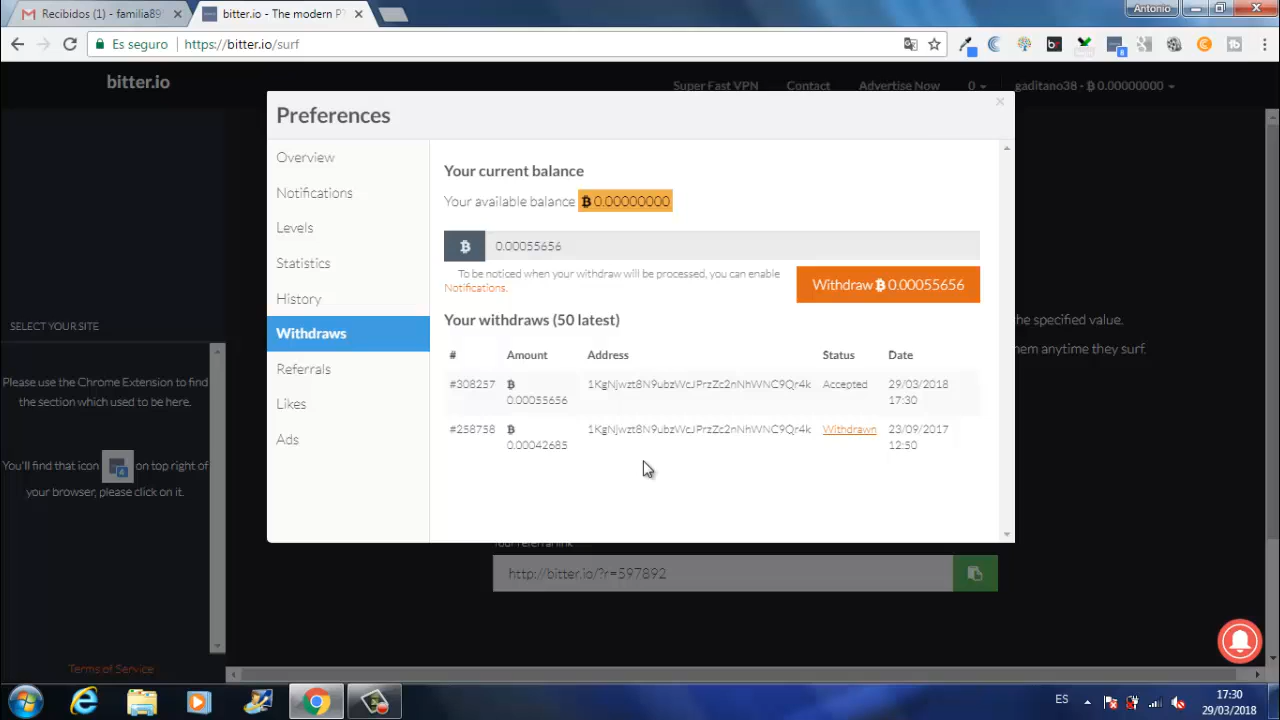 Recibidos (1) - familia89
bitter.io - The modern P
Antonio
Es seguro
https://bitter.io/surf
bitter.io
Super Fast VPN
Contact
Advertise Now
0
gaditano38 - ₿ 0.00000000
Preferences
Overview
Notifications
Levels
Statistics
History
Withdraws
Referrals
Likes
Ads
Your current balance
Your available balance ₿ 0.00000000
₿ 0.00055656
To be noticed when your withdraw will be processed, you can enable
Notifications.
Withdraw ₿ 0.00055656
Your withdraws (50 latest)
# Amount Address Status Date
#308257 ₿ 0.00055656 1KgNjwzt8N9ubzWcJPrzZc2nNhWNC9Qr4k Accepted 29/03/2018 17:30
#258758 ₿ 0.00042685 1KgNjwzt8N9ubzWcJPrzZc2nNhWNC9Qr4k Withdrawn 23/09/2017 12:50
SELECT YOUR SITE
Please use the Chrome Extension to find
the section which used to be here.
You'll find that icon on top right of
your browser, please click on it.
he specified value.
em anytime they surf.
Your referral link
http://bitter.io/?r=597892
Terms of Service
ES
17:30
29/03/2018